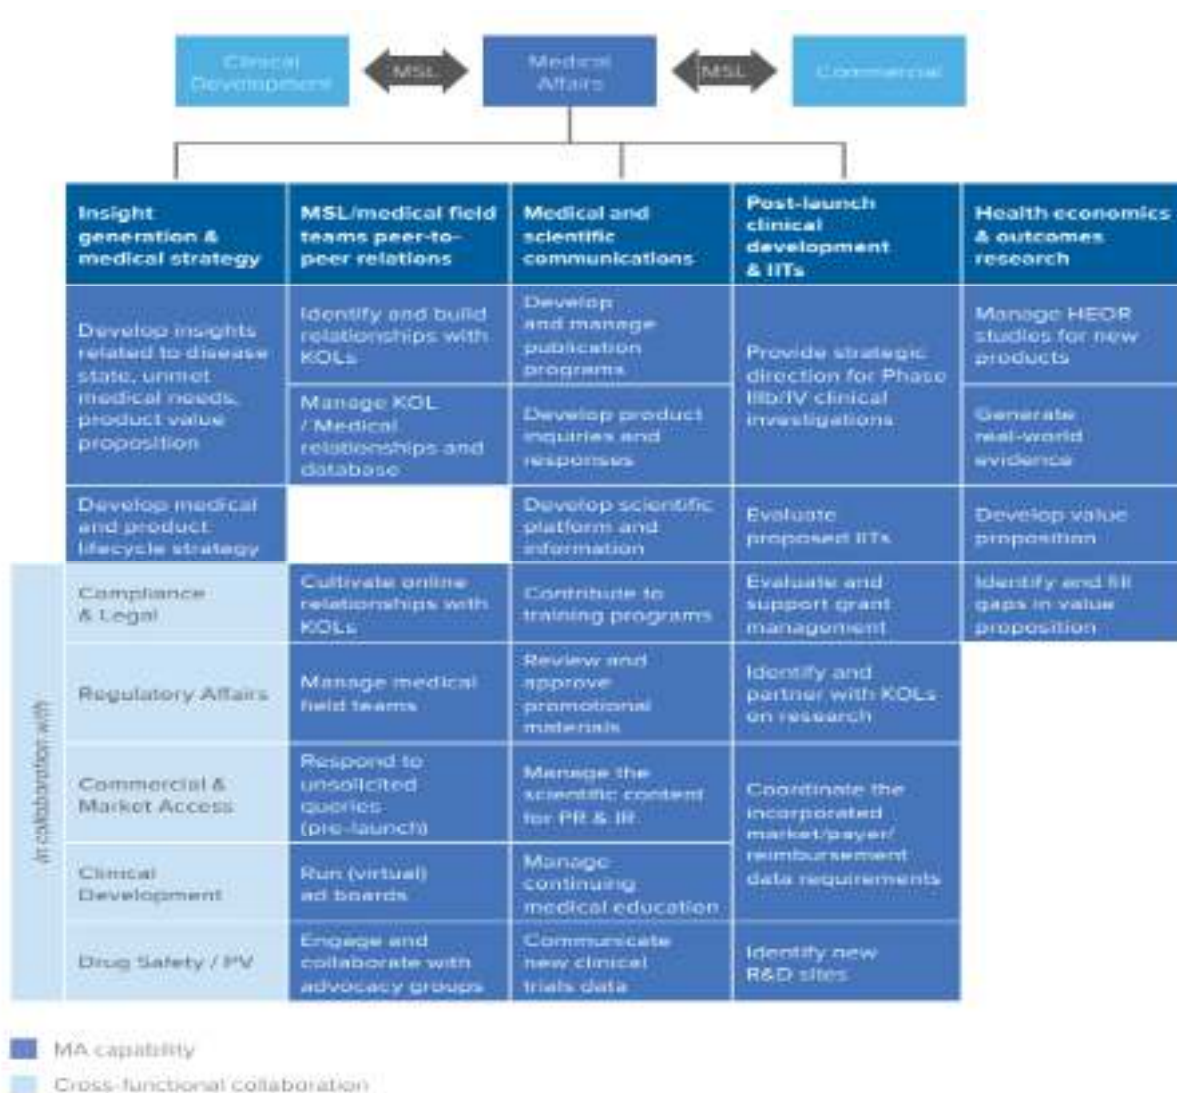 Clinical
Development
MSL
Medical
Affairs
MSL
Commercial
Insight
generation &
medical strategy
MSL/medical field
teams peer-to-
peer relations
Medical and
scientific
communications
Post-launch
clinical
development
& IITs
Health economics
& outcomes
research
Develop insights
related to disease
state, unmet
medical needs,
product value
proposition
Identify and build
relationships with
KOLs
Develop
and manage
publication
programs
Provide strategic
direction for Phase
IIIb/IV clinical
investigations
Manage HEOR
studies for new
products
Manage KOL
/ Medical
relationships and
database
Develop product
inquiries and
responses
Generate
real-world
evidence
Develop medical
and product
lifecycle strategy
Develop scientific
platform and
information
Evaluate
proposed IITs
Develop value
proposition
in collaboration with
Compliance
& Legal
Cultivate online
relationships with
KOLs
Contribute to
training programs
Evaluate and
support grant
management
Identify and fill
gaps in value
proposition
Regulatory Affairs
Manage medical
field teams
Review and
approve
promotional
materials
Identify and
partner with KOLs
on research
Commercial &
Market Access
Respond to
unsolicited
queries
(pre-launch)
Manage the
scientific content
for PR & IR
Coordinate the
incorporated
market/payer/
reimbursement
data requirements
Clinical
Development
Run (virtual)
ad boards
Manage
continuing
medical education
Drug Safety / PV
Engage and
collaborate with
advocacy groups
Communicate
new clinical
trials data
Identify new
R&D sites
MA capability
Cross-functional collaboration